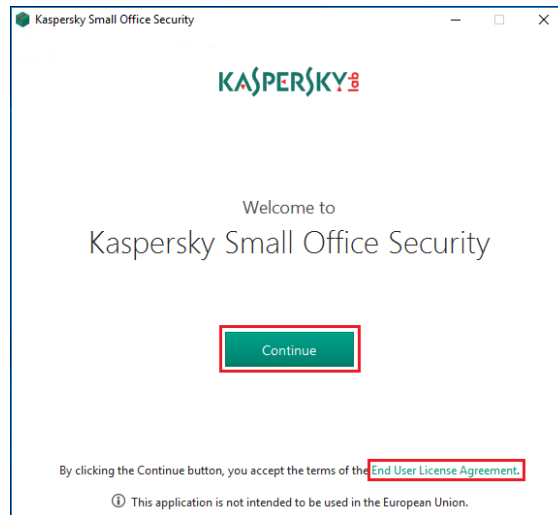 Kaspersky Small Office Security
KASPERSKY lab
Welcome to
Kaspersky Small Office Security
Continue
By clicking the Continue button, you accept the terms of the End User License Agreement.
This application is not intended to be used in the European Union.